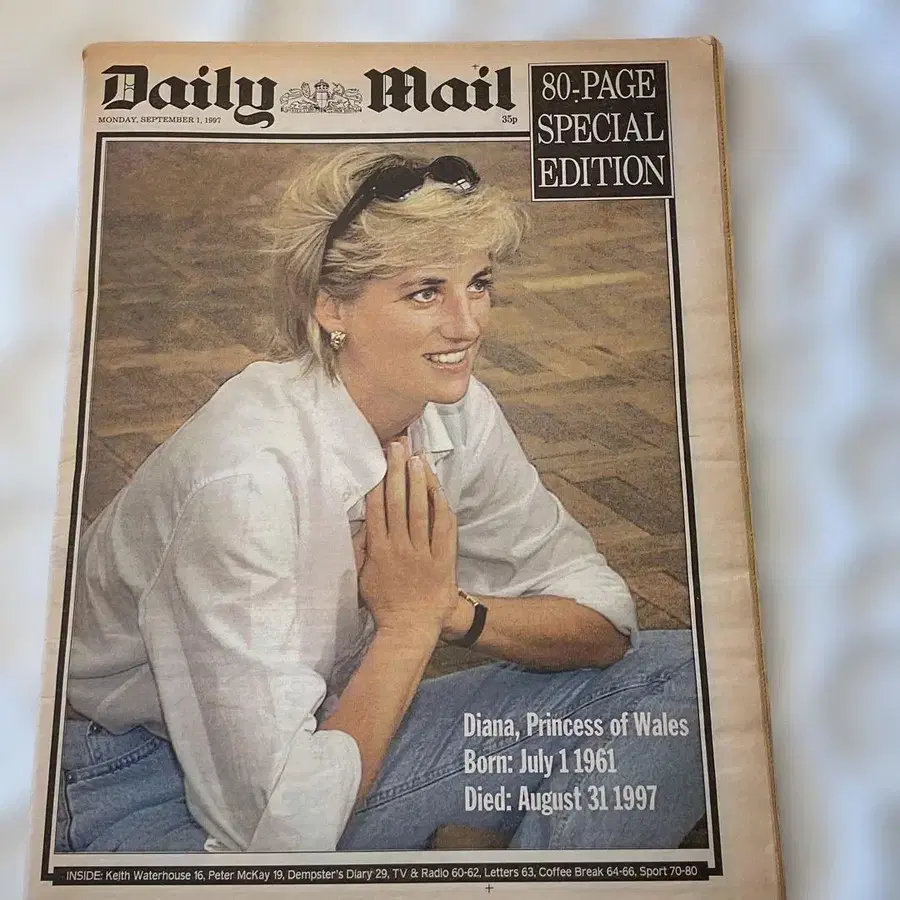 Daily Mail
MONDAY, SEPTEMBER 1, 1997
35p
80-PAGE
SPECIAL
EDITION
Diana, Princess of Wales
Born: July 1 1961
Died: August 31 1997
INSIDE: Keith Waterhouse 16, Peter McKay 19, Dempster's Diary 29, TV & Radio 60-62, Letters 63, Coffee Break 64-66, Sport 70-80